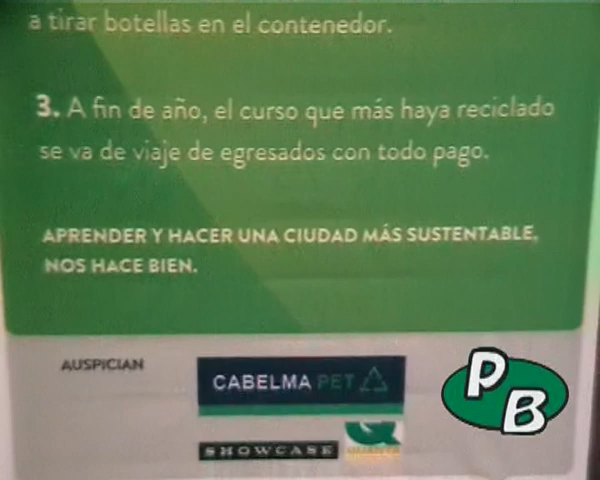 a tirar botellas en el contenedor.
3. A fin de año, el curso que más haya reciclado
se va de viaje de egresados con todo pago.
APRENDER Y HACER UNA CIUDAD MÁS SUSTENTABLE,
NOS HACE BIEN.
AUSPICIAN
CABELMA PET
SHOWCASE
PB